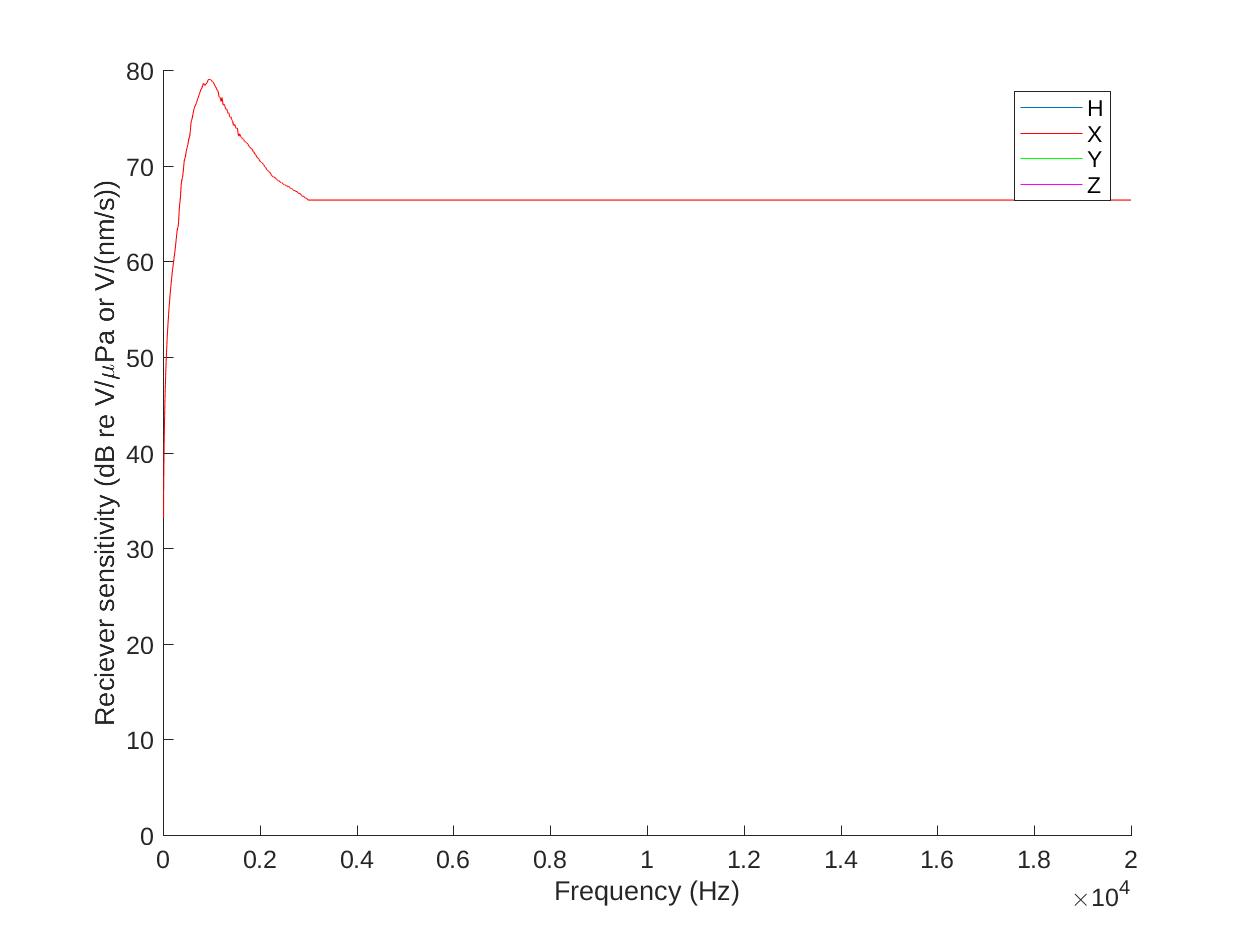 80
70
60
50
40
30
20
10
0
Reciever sensitivity (dB re V/μPa or V/(nm/s))
H
X
Y
Z
0 0.2 0.4 0.6 0.8 1 1.2 1.4 1.6 1.8 2
Frequency (Hz)
×10⁴